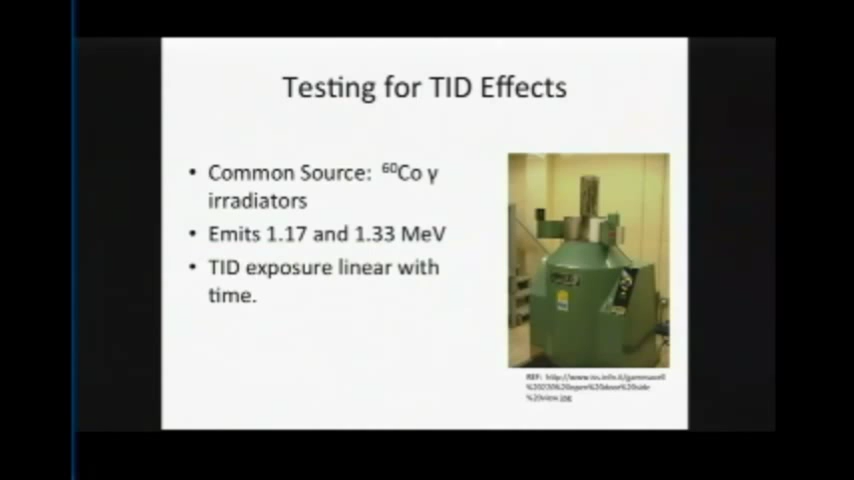 Testing for TID Effects
• Common Source: ⁶⁰Co γ
irradiators
• Emits 1.17 and 1.33 MeV
• TID exposure linear with
time.
REF: